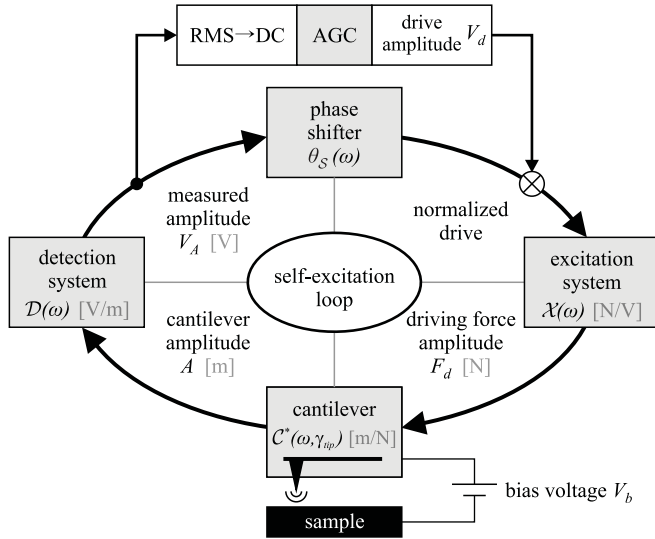 RMS→DC
AGC
drive
amplitude V_d
phase
shifter
θ_S(ω)
measured
amplitude
V_A [V]
normalized
drive
detection
system
D(ω) [V/m]
self-excitation
loop
excitation
system
X(ω) [N/V]
cantilever
amplitude
A [m]
driving force
amplitude
F_d [N]
cantilever
C*(ω,γ_tip) [m/N]
bias voltage V_b
sample